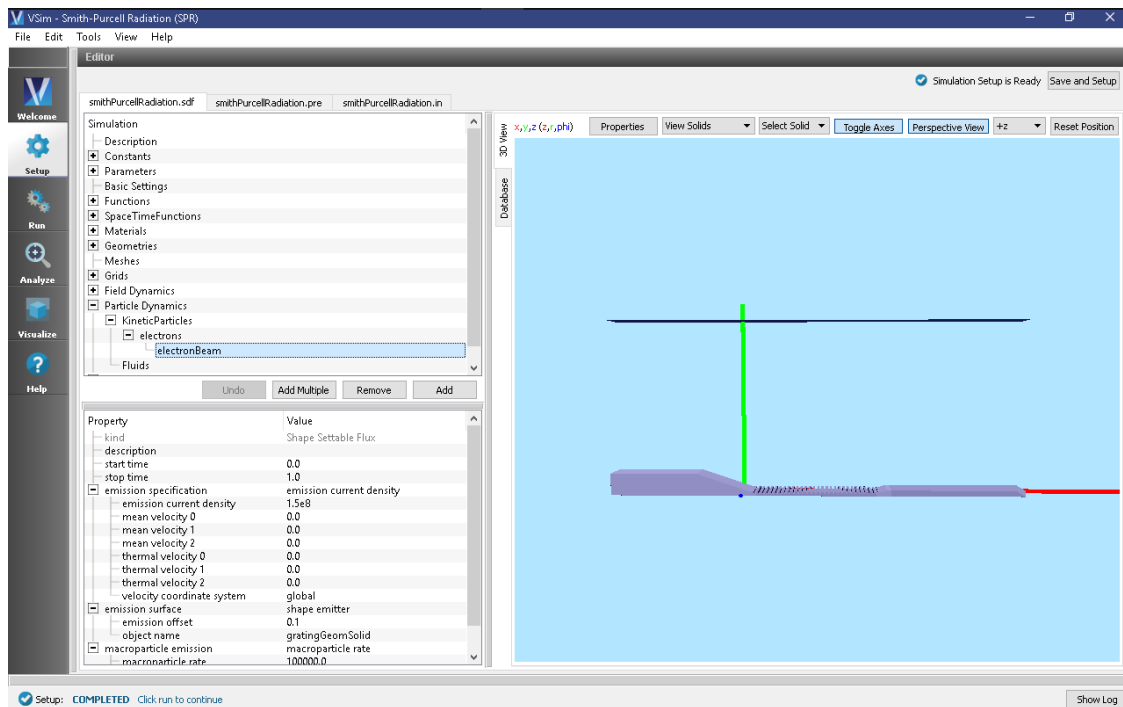 VSim - Smith-Purcell Radiation (SPR)
File Edit Tools View Help
Editor
Simulation Setup is Ready Save and Setup
smithPurcellRadiation.sdf smithPurcellRadiation.pre smithPurcellRadiation.in
Welcome
Setup
Run
Analyze
Visualize
Help
Simulation
Description
Constants
Parameters
Basic Settings
Functions
SpaceTimeFunctions
Materials
Geometries
Meshes
Grids
Field Dynamics
Particle Dynamics
KineticParticles
electrons
electronBeam
Fluids
Undo Add Multiple Remove Add
Property Value
kind Shape Settable Flux
description
start time 0.0
stop time 1.0
emission specification emission current density
emission current density 1.5e8
mean velocity 0 0.0
mean velocity 1 0.0
mean velocity 2 0.0
thermal velocity 0 0.0
thermal velocity 1 0.0
thermal velocity 2 0.0
velocity coordinate system global
emission surface shape emitter
emission offset 0.1
object name gratingGeomSolid
macroparticle emission macroparticle rate
macroparticle rate 100000.0
3D View
Database
x,y,z (z,r,phi) Properties View Solids Select Solid Toggle Axes Perspective View +z Reset Position
Setup: COMPLETED Click run to continue
Show Log